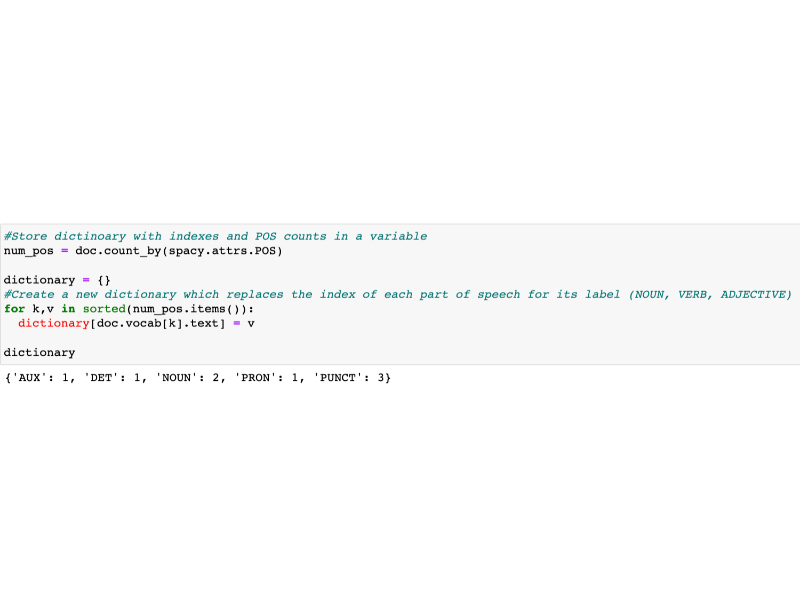 #Store dictinoary with indexes and POS counts in a variable
num_pos = doc.count_by(spacy.attrs.POS)
dictionary = {}
#Create a new dictionary which replaces the index of each part of speech for its label (NOUN, VERB, ADJECTIVE)
for k,v in sorted(num_pos.items()):
  dictionary[doc.vocab[k].text] = v
dictionary
{'AUX': 1, 'DET': 1, 'NOUN': 2, 'PRON': 1, 'PUNCT': 3}